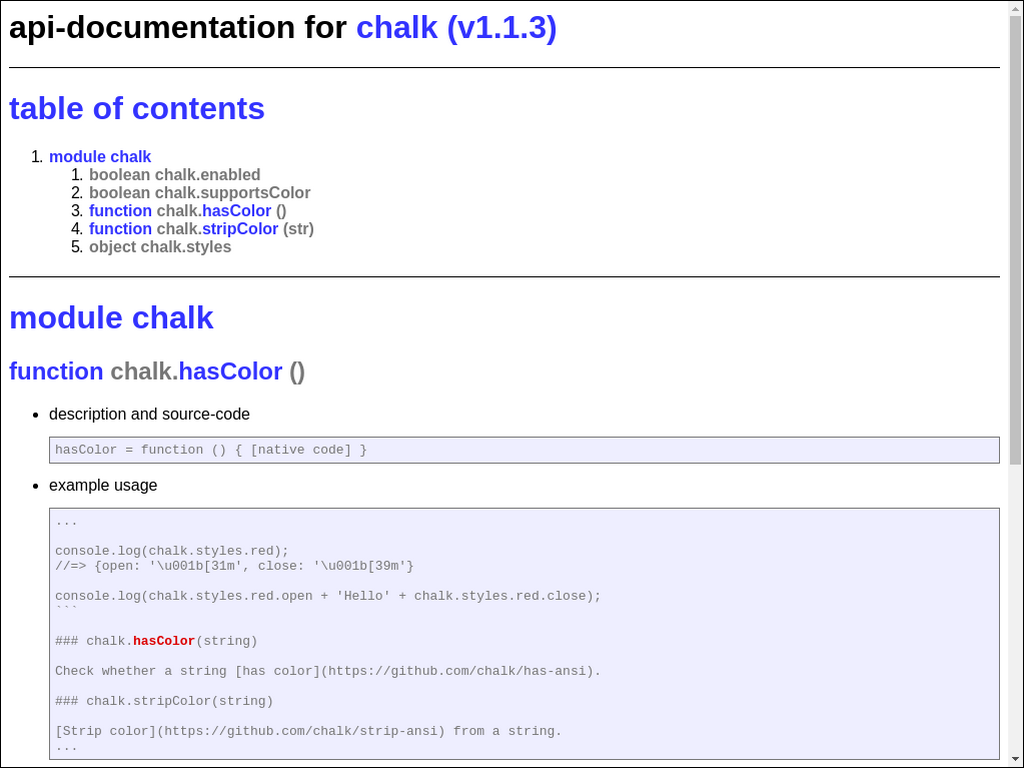 api-documentation for chalk (v1.1.3)
table of contents
1. module chalk
1. boolean chalk.enabled
2. boolean chalk.supportsColor
3. function chalk.hasColor ()
4. function chalk.stripColor (str)
5. object chalk.styles
module chalk
function chalk.hasColor ()
• description and source-code
hasColor = function () { [native code] }
• example usage
...
console.log(chalk.styles.red);
//=> {open: '\u001b[31m', close: '\u001b[39m'}
console.log(chalk.styles.red.open + 'Hello' + chalk.styles.red.close);
```
### chalk.hasColor(string)
Check whether a string [has color](https://github.com/chalk/has-ansi).
### chalk.stripColor(string)
[Strip color](https://github.com/chalk/strip-ansi) from a string.
...